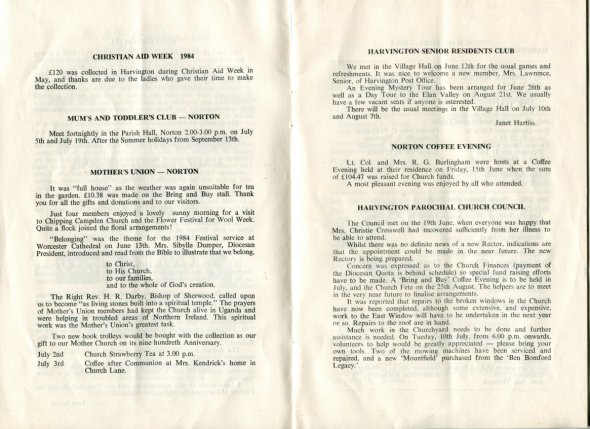 CHRISTIAN AID WEEK 1984
£120 was collected in Harvington during Christian Aid Week in
May, and thanks are due to the ladies who gave their time to make
the collection.
MUM'S AND TODDLER'S CLUB — NORTON
Meet fortnightly in the Parish Hall, Norton 2.00-3.00 p.m. on July
5th and July 19th. After the Summer holidays from September 13th.
MOTHER'S UNION — NORTON
It was "full house" as the weather was again unsuitable for tea
in the garden. £10.38 was made on the Bring and Buy stall. Thank
you for all the gifts and donations and to our visitors.
Just four members enjoyed a lovely sunny morning for a visit
to Chipping Campden Church and the Flower Festival for Wool Week.
Quite a flock joined the floral arrangements!
"Belonging" was the theme for the 1984 Festival service at
Worcester Cathedral on June 13th. Mrs. Sibylle Dumper, Diocesan
President, introduced and read from the Bible to illustrate that we belong.
to Christ,
to His Church,
to our families,
and to the whole of God's creation.
The Right Rev. H. R. Darby, Bishop of Sherwood, called upon
us to become "as living stones built into a spiritual temple." The prayers
of Mother's Union members had kept the Church alive in Uganda and
were helping in troubled areas of Northern Ireland. This spiritual
work was the Mother's Union's greatest task.
Two new book trolleys would be bought with the collection as our
gift to our Mother Church on its nine hundreth Anniversary.
July 2nd Church Strawberry Tea at 3.00 p.m.
July 3rd Coffee after Communion at Mrs. Kendrick's home in
Church Lane.
HARVINGTON SENIOR RESIDENTS CLUB
We met in the Village Hall on June 12th for the usual games and
refreshments. It was nice to welcome a new member, Mrs. Lawrence,
Senior, of Harvington Post Office.
An Evening Mystery Tour has been arranged for June 26th as
well as a Day Tour to the Elan Valley on August 21st. We usually
have a few vacant seats if anyone is interested.
There will be the usual meetings in the Village Hall on July 10th
and August 7th.
Janet Hartiss.
NORTON COFFEE EVENING
Lt. Col. and Mrs. R. G. Burlingham were hosts at a Coffee
Evening held at their residence on Friday, 15th June when the sum
of £104.47 was raised for Church funds.
A most pleasant evening was enjoyed by all who attended.
HARVINGTON PAROCHIAL CHURCH COUNCIL
The Council met on the 19th June, when everyone was happy that
Mrs. Christie Cresswell had recovered sufficiently from her illness to
be able to attend.
Whilst there was no definite news of a new Rector, indications are
that the appointment could be made in the near future. The new
Rectory is being prepared.
Concern was expressed as to the Church Finances (payment of
the Diocesan Quota is behind schedule) so special fund raising efforts
have to be made. A 'Bring and Buy' Coffee Evening is to be held in
July, and the Church Fete on the 25th August. The helpers are to meet
in the very near future to finalise arrangements.
It was reported that repairs to the broken windows in the Church
have now been completed, although some extensive, and expensive,
work to the East Window will have to be undertaken in the next year
or so. Repairs to the roof are in hand.
Much work in the Churchyard needs to be done and further
assistance is needed. On Tuesday, 10th July, from 6.00 p.m. onwards,
volunteers to help would be greatly appreciated — please bring your
own tools. Two of the mowing machines have been serviced and
repaired, and a new 'Mountfield' purchased from the 'Ben Bomford
Legacy.'